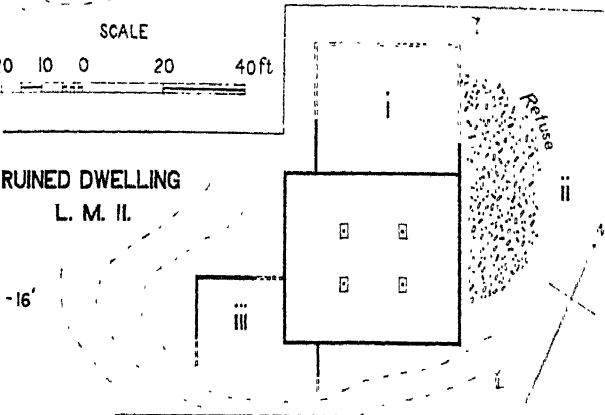 SCALE
20 10 0 20 40ft
i
Refuse
RUINED DWELLING
L. M. II.
ii
-16'
iii